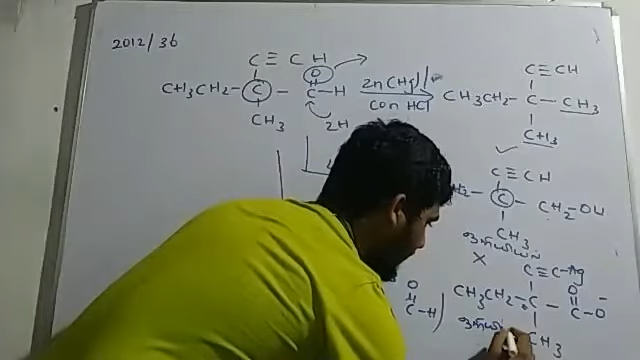 2012/36
C≡CH
CH₃CH₂-C-C-H
O
CH₃
2H
Zn(Hg)/
Con HCl
C≡CH
CH₃CH₂-C-CH₃
CH₃
C≡CH
H₂-C-CH₂-OH
CH₃
×
C≡C-Ag
O
CH₃CH₂-C-C-O⁻
CH₃
O
C-H)